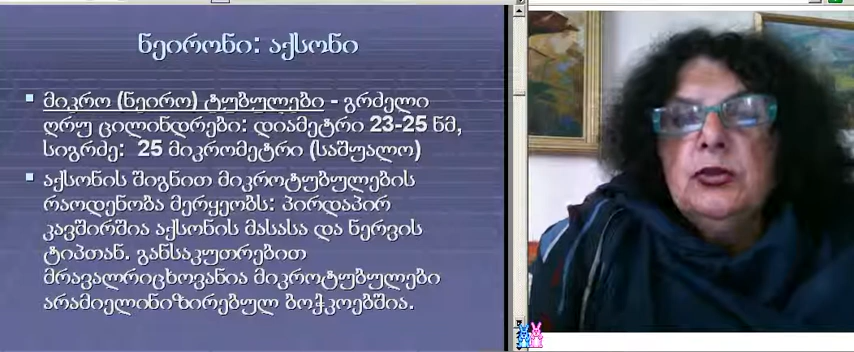 ნეირონი: აქსონი
მიკრო (ნეირო) ტუბულები - გრძელი
ღრუ ცილინდრები: დიამეტრი 23-25 ნმ,
სიგრძე: 25 მიკრომეტრი (საშუალო)
აქსონის შიგნით მიკროტუბულების
რაოდენობა მერყეობს: პირდაპირ
კავშირშია აქსონის მასასა და ნერვის
ტიპთან. განსაკუთრებით
მრავალრიცხოვანია მიკროტუბულები
არამიელინიზირებულ ბოჭკოებშია.